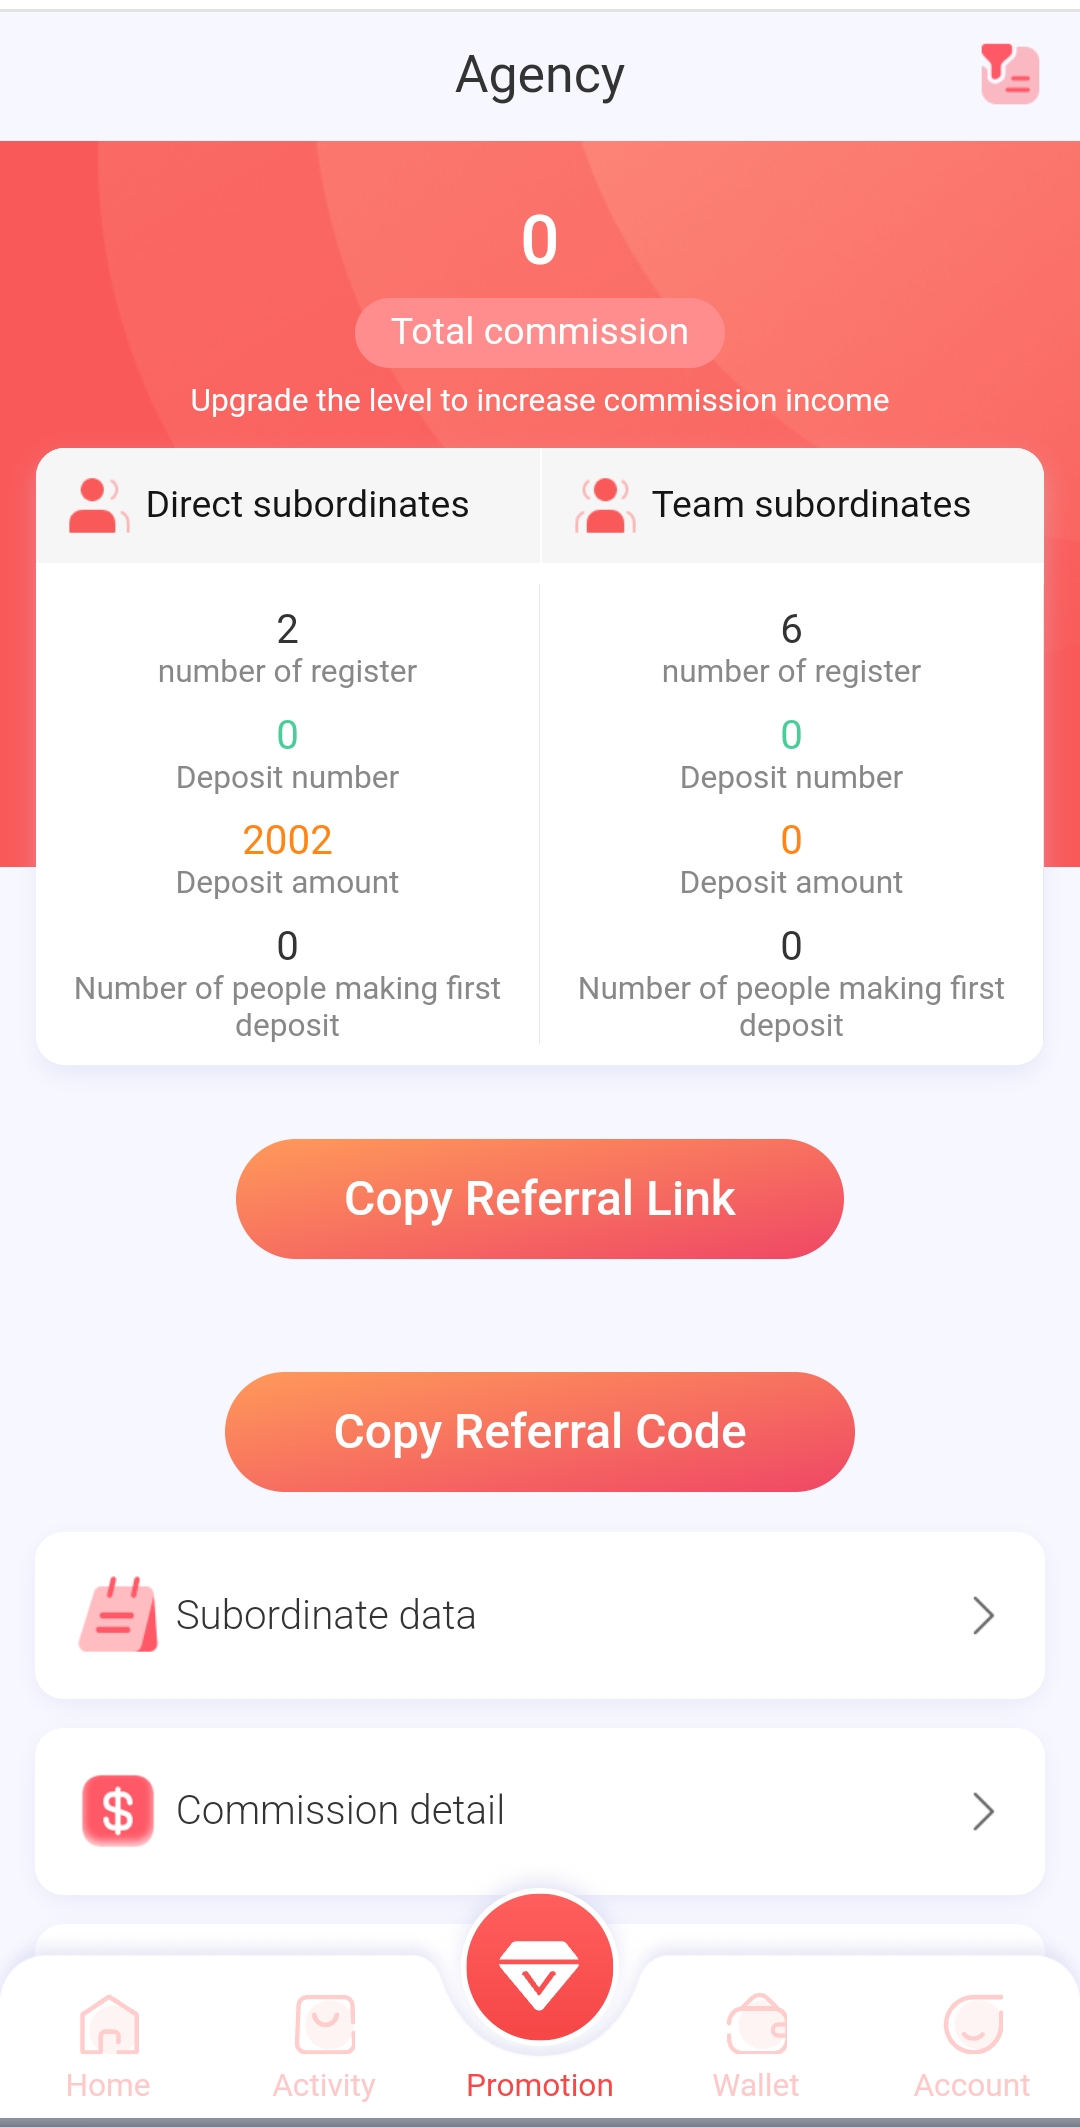 Agency
0
Total commission
Upgrade the level to increase commission income
Direct subordinates
Team subordinates
2
number of register
0
Deposit number
2002
Deposit amount
0
Number of people making first
deposit
6
number of register
0
Deposit number
0
Deposit amount
0
Number of people making first
deposit
Copy Referral Link
Copy Referral Code
Subordinate data
$ Commission detail
Home
Activity
Promotion
Wallet
Account